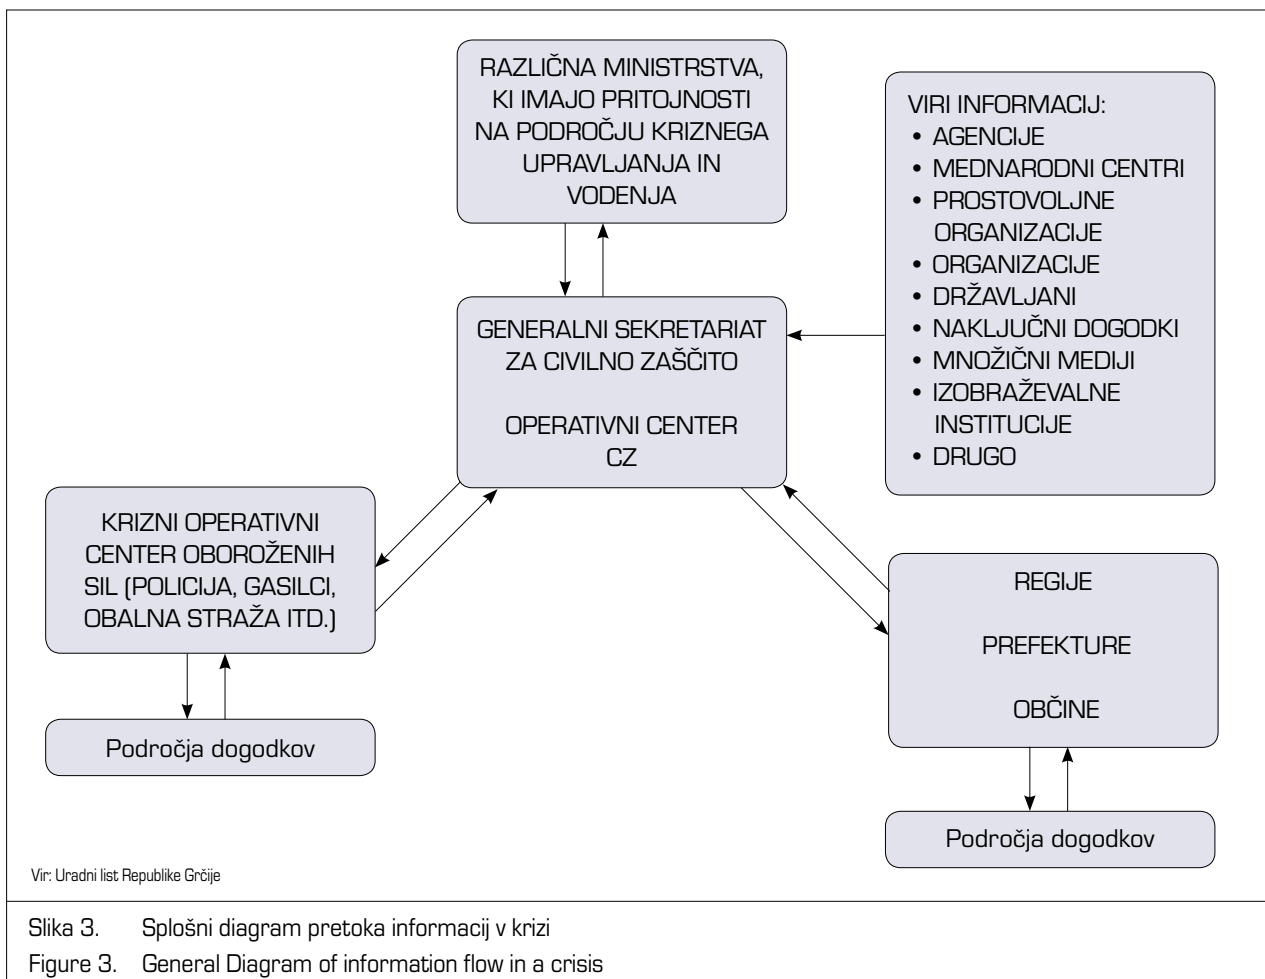 RAZLIČNA MINISTRSTVA,
KI IMAJO PRITOJNOSTI
NA PODROČJU KRIZNEGA
UPRAVLJANJA IN
VODENJA
VIRI INFORMACIJ:
• AGENCIJE
• MEDNARODNI CENTRI
• PROSTOVOLJNE
ORGANIZACIJE
• ORGANIZACIJE
• DRŽAVLJANI
• NAKLJUČNI DOGODKI
• MNOŽIČNI MEDIJI
• IZOBRAŽEVALNE
INSTITUCIJE
• DRUGO
GENERALNI SEKRETARIAT
ZA CIVILNO ZAŠČITO
OPERATIVNI CENTER
CZ
KRIZNI OPERATIVNI
CENTER OBOROŽENIH
SIL (POLICIJA, GASILCI,
OBALNA STRAŽA ITD.)
Področja dogodkov
REGIJE
PREFEKTURE
OBČINE
Področja dogodkov
Vir: Uradni list Republike Grčije
Slika 3. Splošni diagram pretoka informacij v krizi
Figure 3. General Diagram of information flow in a crisis